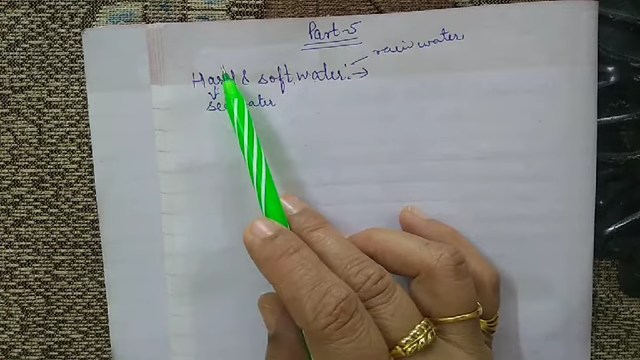 Part-5
rain water
Hard & soft water:→
sea water